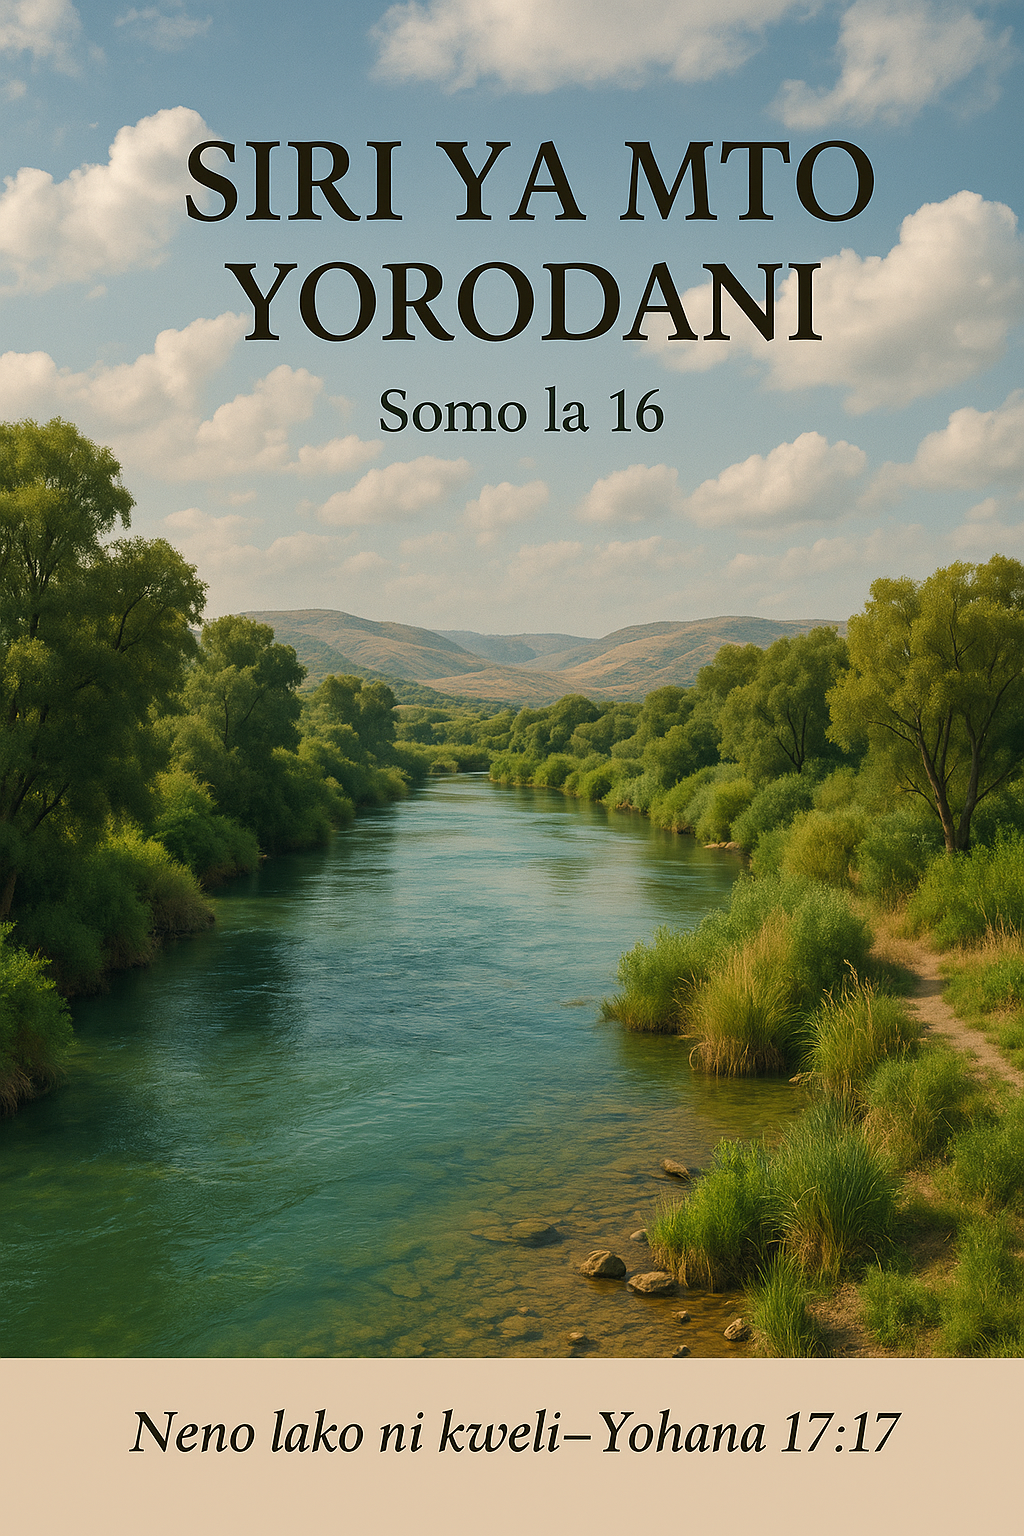 SIRI YA MTO
YORODANI
Somo la 16
Neno lako ni kweli–Yohana 17:17